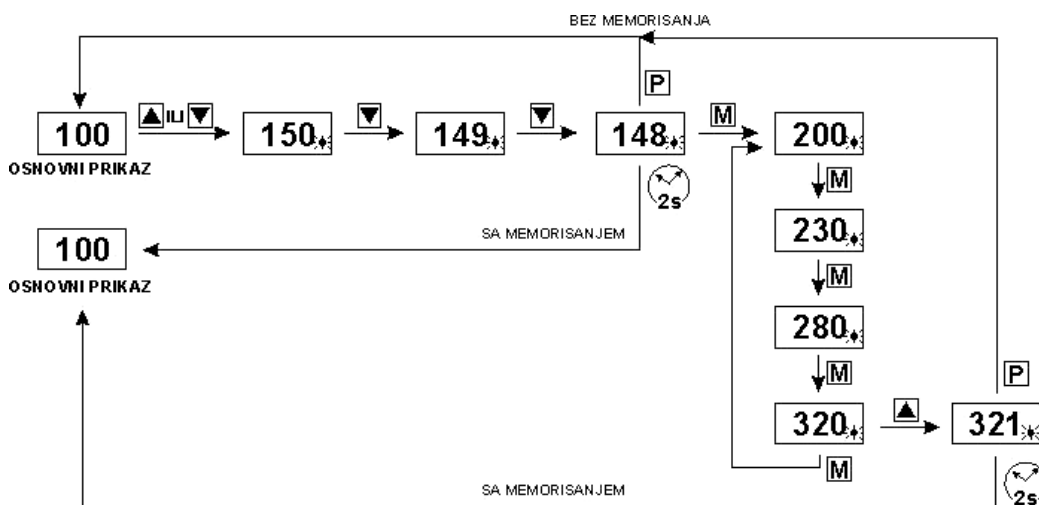 BEZ MEMORISANJA
P
100 ILI 150 149 148 M 200
OSNOVNI PRIKAZ
2s
M
SA MEMORISANJEM
100
230
OSNOVNI PRIKAZ
M
280
M
P
320 321
M
SA MEMORISANJEM
2s